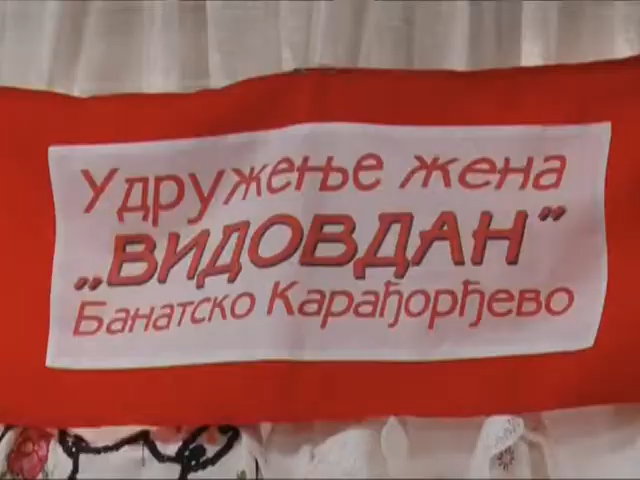 Удружење жена
„ВИДОВДАН”
Банатско Карађорђево